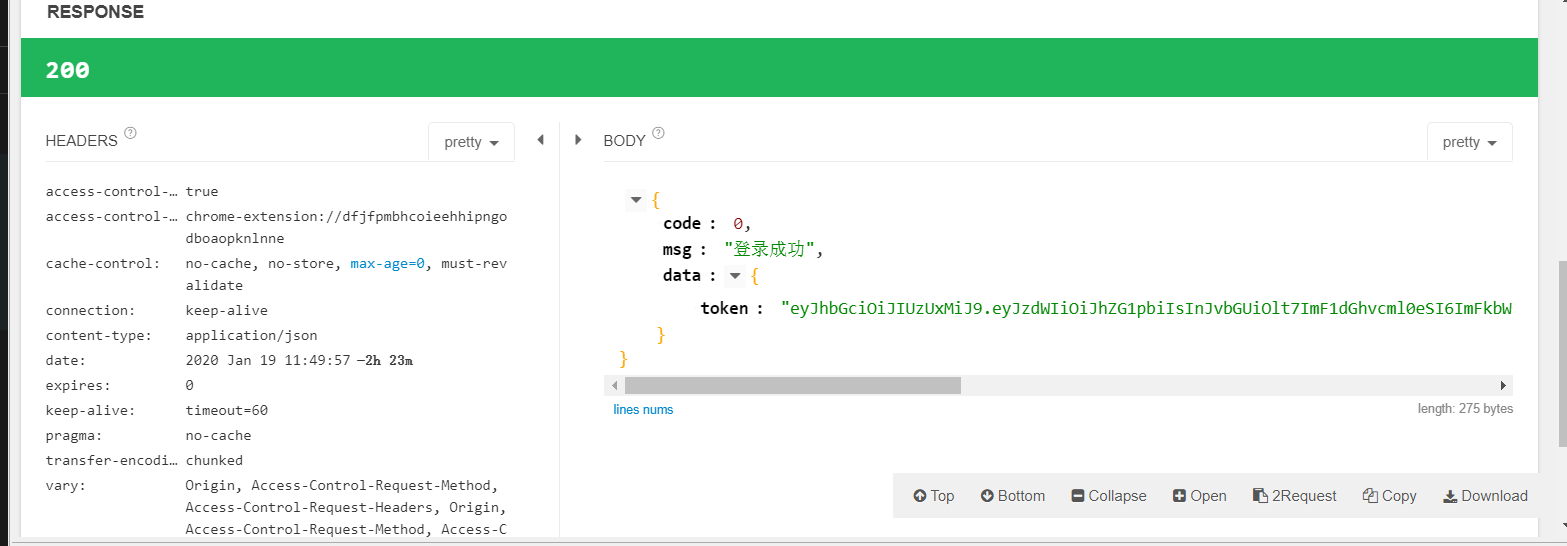 RESPONSE
200
HEADERS ?
pretty
access-control-… true
access-control-… chrome-extension://dfjfpmbhcoieehhipngo
dboaopknlnne
cache-control: no-cache, no-store, max-age=0, must-rev
alidate
connection: keep-alive
content-type: application/json
date: 2020 Jan 19 11:49:57 −2h 23m
expires: 0
keep-alive: timeout=60
pragma: no-cache
transfer-encodi… chunked
vary: Origin, Access-Control-Request-Method,
Access-Control-Request-Headers, Origin,
Access-Control-Request-Method, Access-C
BODY ?
pretty
{
code : 0,
msg : "登录成功",
data : {
token : "eyJhbGciOiJIUzUxMiJ9.eyJzdWIiOiJhZG1pbiIsInJvbGUiOlt7ImF1dGhvcml0eSI6ImFkbW
}
}
lines nums
length: 275 bytes
Top Bottom Collapse Open 2Request Copy Download